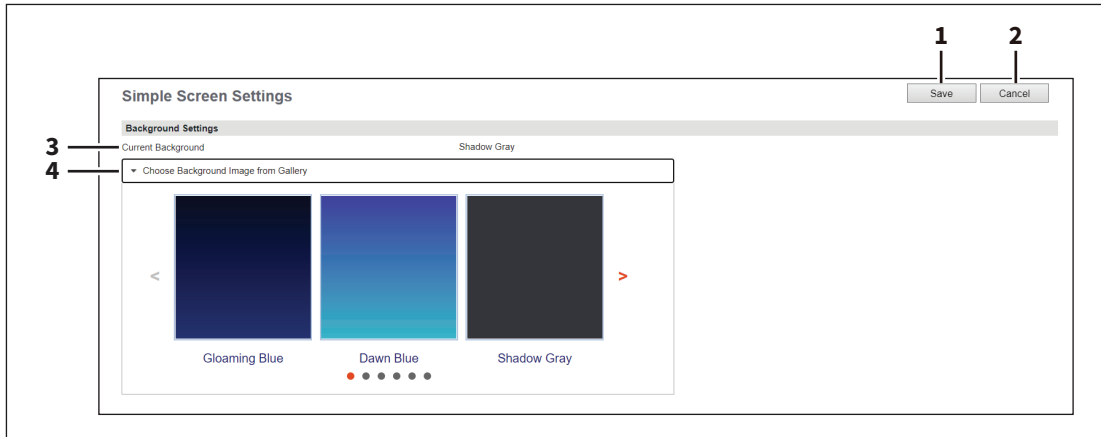 1 2
Simple Screen Settings
Save Cancel
Background Settings
3 Current Background Shadow Gray
4 Choose Background Image from Gallery
< >
Gloaming Blue Dawn Blue Shadow Gray